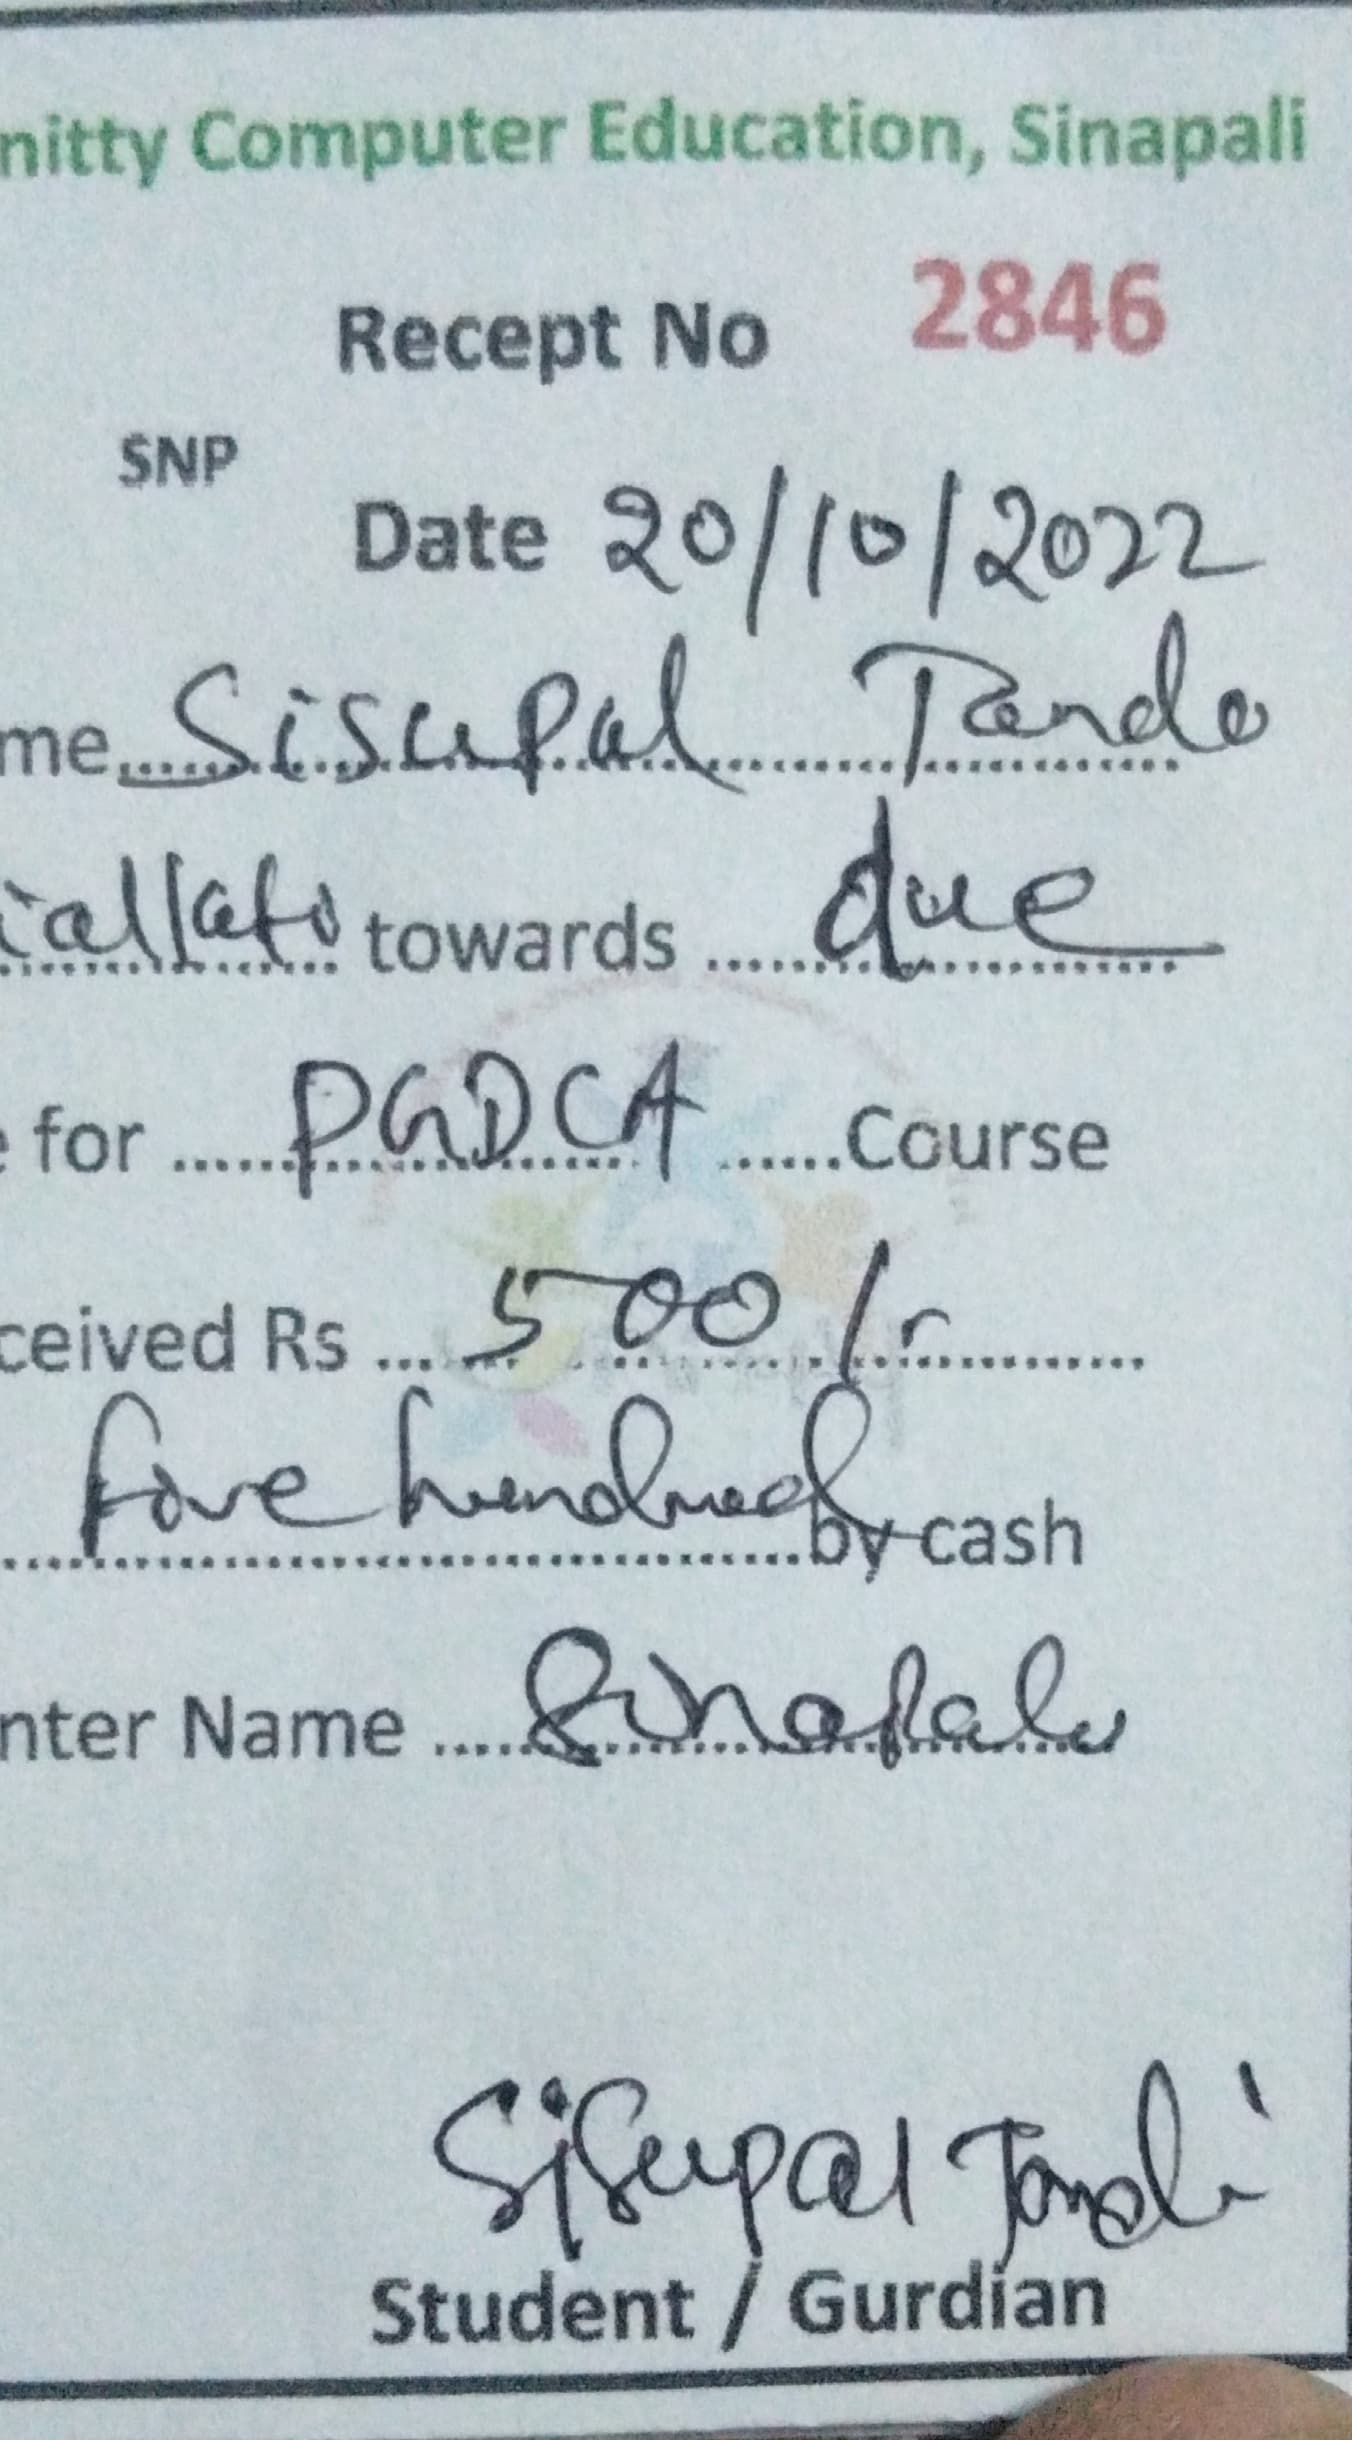 nitty Computer Education, Sinapali
Recept No 2846
SNP
Date 20/10/2022
me Sisupal Tando
iallato towards due
for PGDCA Course
ceived Rs 500/-
five hundred by cash
nter Name Sinapali
Sisupal Tandi
Student / Gurdian